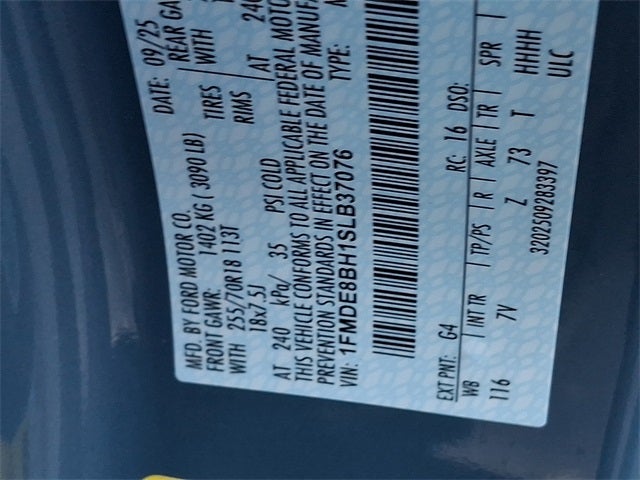 MFD. BY FORD MOTOR CO.
DATE: 09/25
FRONT GAWR: 1402 KG ( 3090 LB)
REAR GA
WITH 255/70R18 113T TIRES WITH
18x7.5J RIMS
AT 240 kPa/ 35 PSI COLD AT 240
THIS VEHICLE CONFORMS TO ALL APPLICABLE FEDERAL MOTO
PREVENTION STANDARDS IN EFFECT ON THE DATE OF MANUF
VIN: 1FMDE8BH1SLB37076 TYPE:
EXT PNT: G4 RC: 16 DSO:
WB | INT TR | TP/PS | R | AXLE | TR | SPR |
116 7V Z 73 T HHHH
3202509283397 ULC